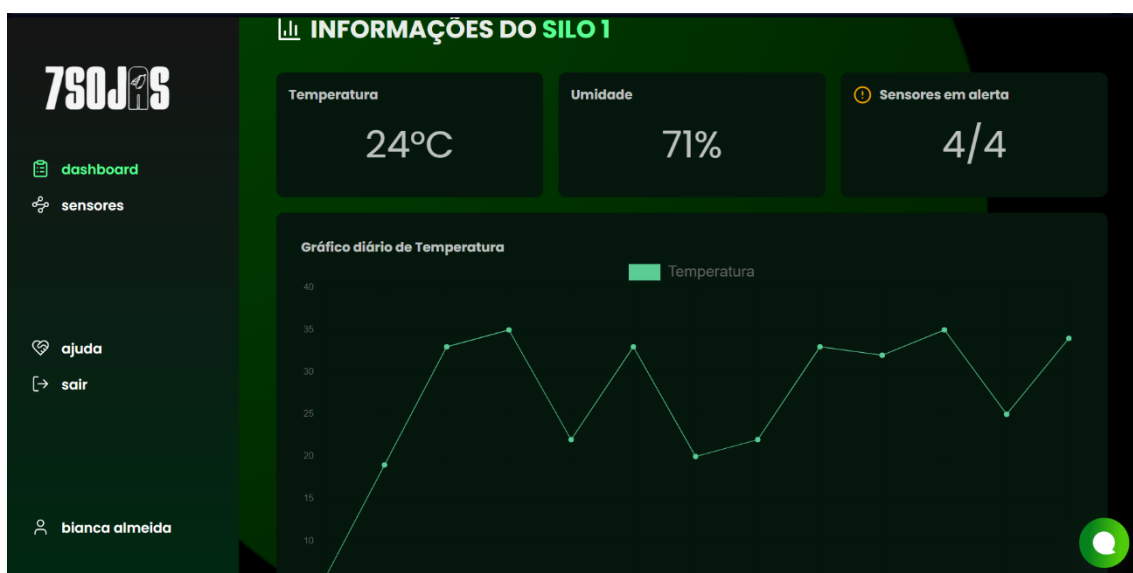 INFORMAÇÕES DO SILO 1
7SOJAS
dashboard
sensores
ajuda
sair
bianca almeida
Temperatura
24°C
Umidade
71%
Sensores em alerta
4/4
Gráfico diário de Temperatura
Temperatura
40
35
30
25
20
15
10